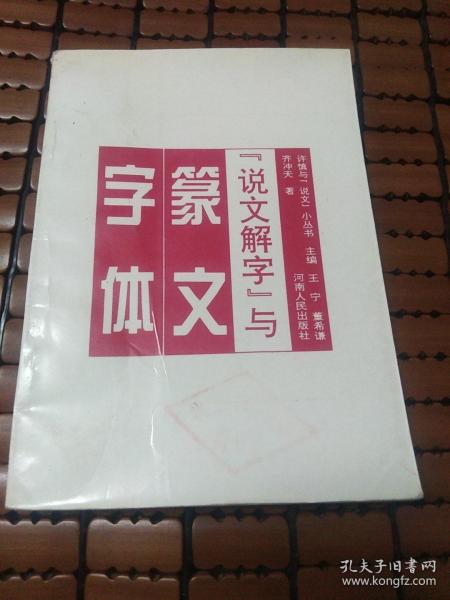 许慎与『说文』小丛书 主编 王宁 董希谦
齐冲天 著 河南人民出版社
『说文解字』与
篆文
字体
孔夫子旧书网
www.kongfz.com